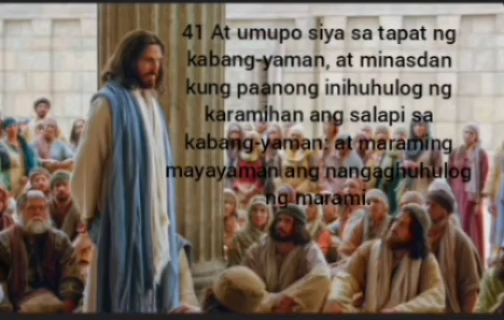 41 At umupo siya sa tapat ng
kabang-yaman, at minasdan
kung paanong inihuhulog ng
karamihan ang salapi sa
kabang-yaman: at maraming
mayayaman ang nangaghuhulog
ng marami.